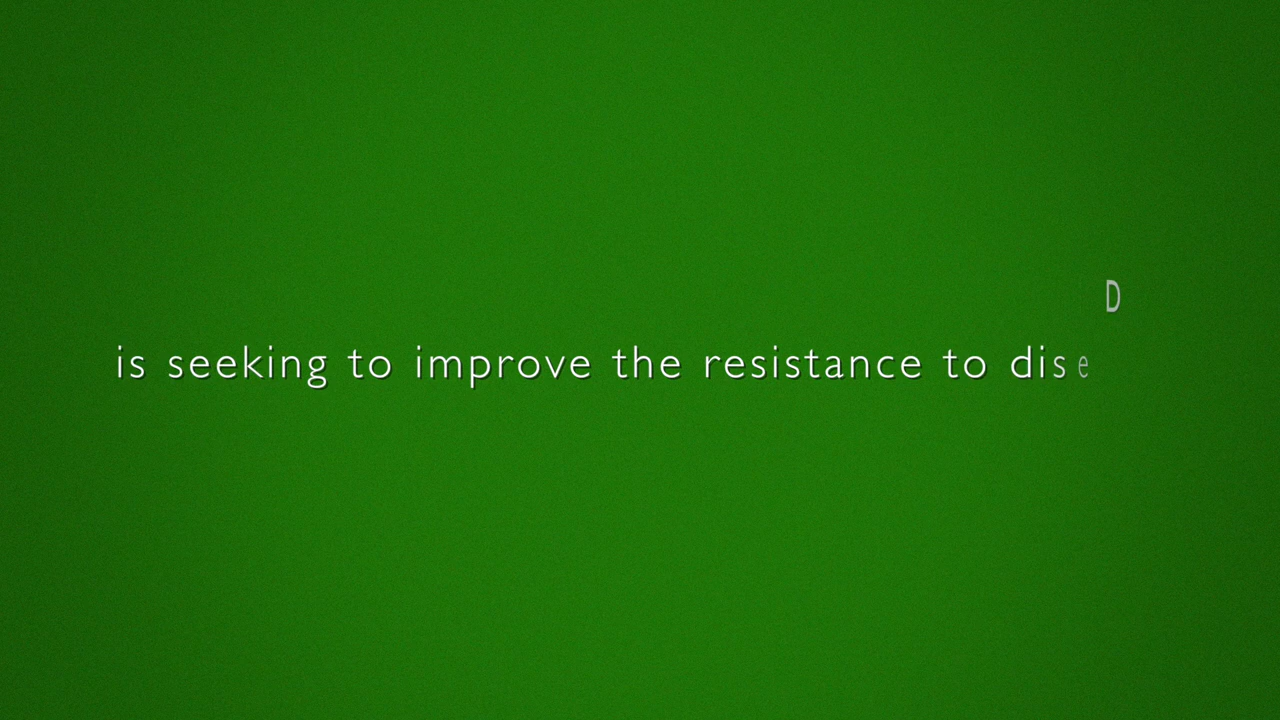 D
is seeking to improve the resistance to dise